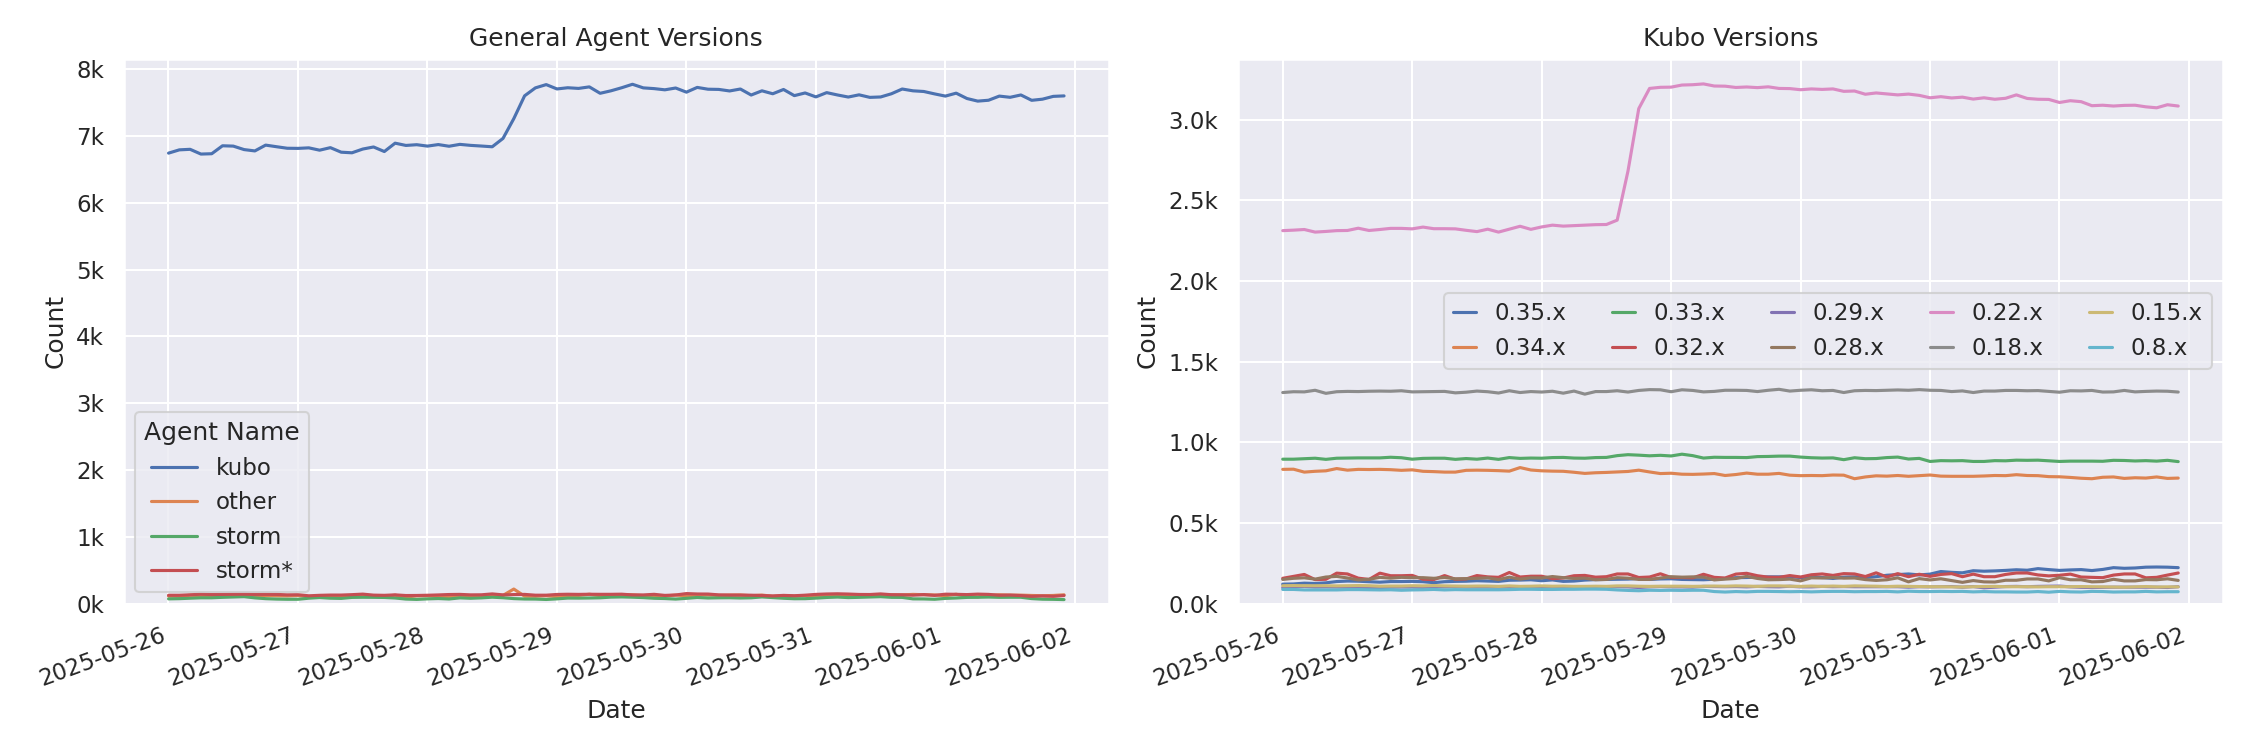 General Agent Versions
8k
7k
6k
5k
4k
3k
2k
1k
0k
Count
Agent Name
kubo
other
storm
storm*
2025-05-26
2025-05-27
2025-05-28
2025-05-29
2025-05-30
2025-05-31
2025-06-01
2025-06-02
Date
Kubo Versions
3.0k
2.5k
2.0k
1.5k
1.0k
0.5k
0.0k
Count
0.35.x 0.33.x 0.29.x 0.22.x 0.15.x
0.34.x 0.32.x 0.28.x 0.18.x 0.8.x
2025-05-26
2025-05-27
2025-05-28
2025-05-29
2025-05-30
2025-05-31
2025-06-01
2025-06-02
Date